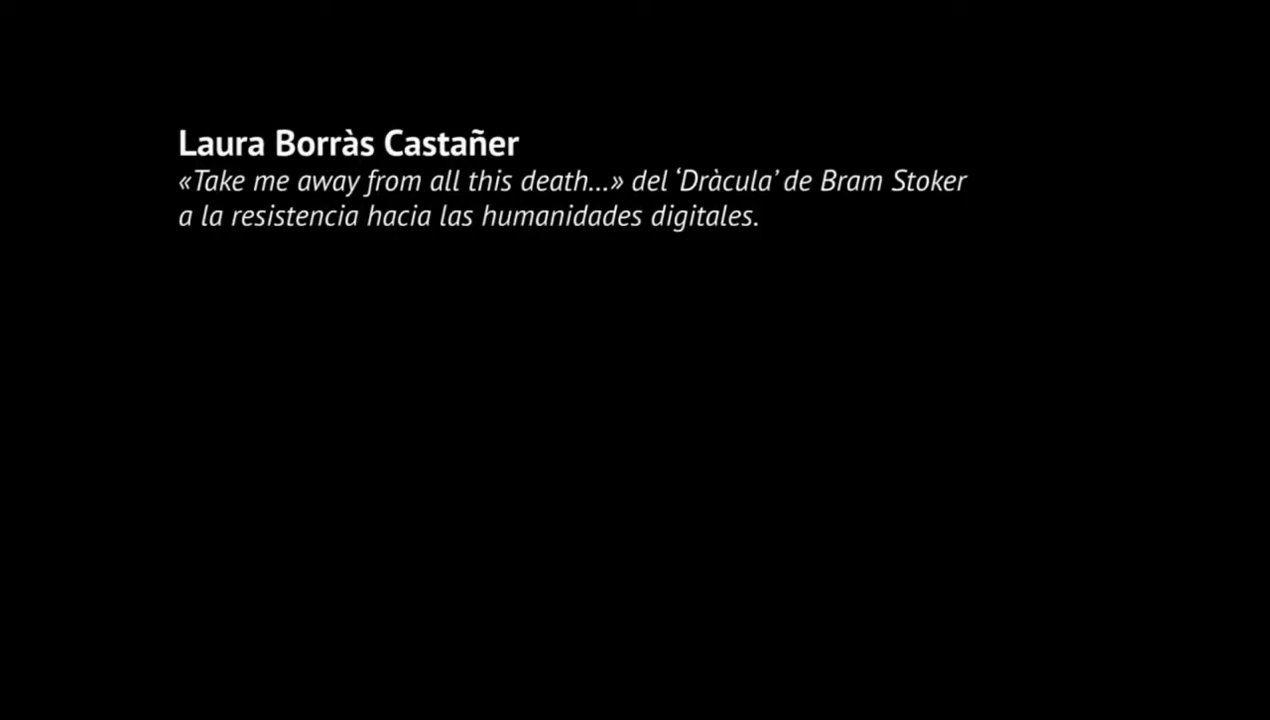 Laura Borràs Castañer
«Take me away from all this death...» del ‘Dràcula’ de Bram Stoker
a la resistencia hacia las humanidades digitales.